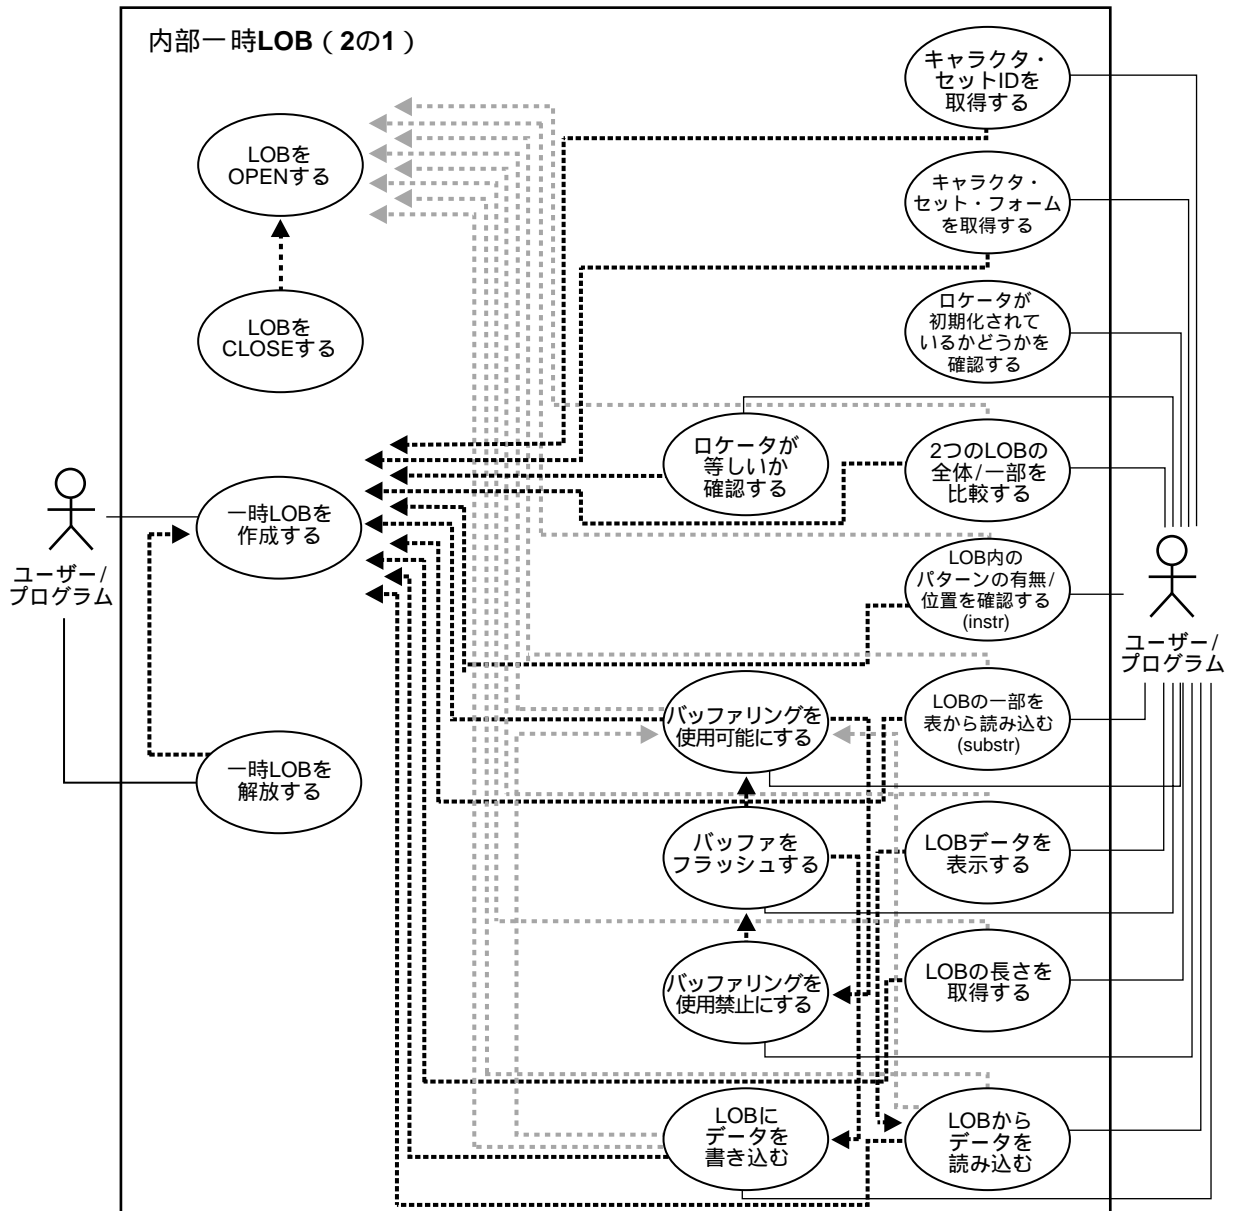 内部一時LOB（2の1）
キャラクタ・
セットIDを
取得する
LOBを
OPENする
キャラクタ・
セット・フォーム
を取得する
LOBを
CLOSEする
ロケータが
初期化されて
いるかどうかを
確認する
ロケータが
等しいか
確認する
2つのLOBの
全体/一部を
比較する
一時LOBを
作成する
ユーザー/
プログラム
LOB内の
パターンの有無/
位置を確認する
(instr)
ユーザー/
プログラム
バッファリングを
使用可能にする
LOBの一部を
表から読み込む
(substr)
一時LOBを
解放する
バッファを
フラッシュする
LOBデータを
表示する
バッファリングを
使用禁止にする
LOBの長さを
取得する
LOBに
データを
書き込む
LOBから
データを
読み込む